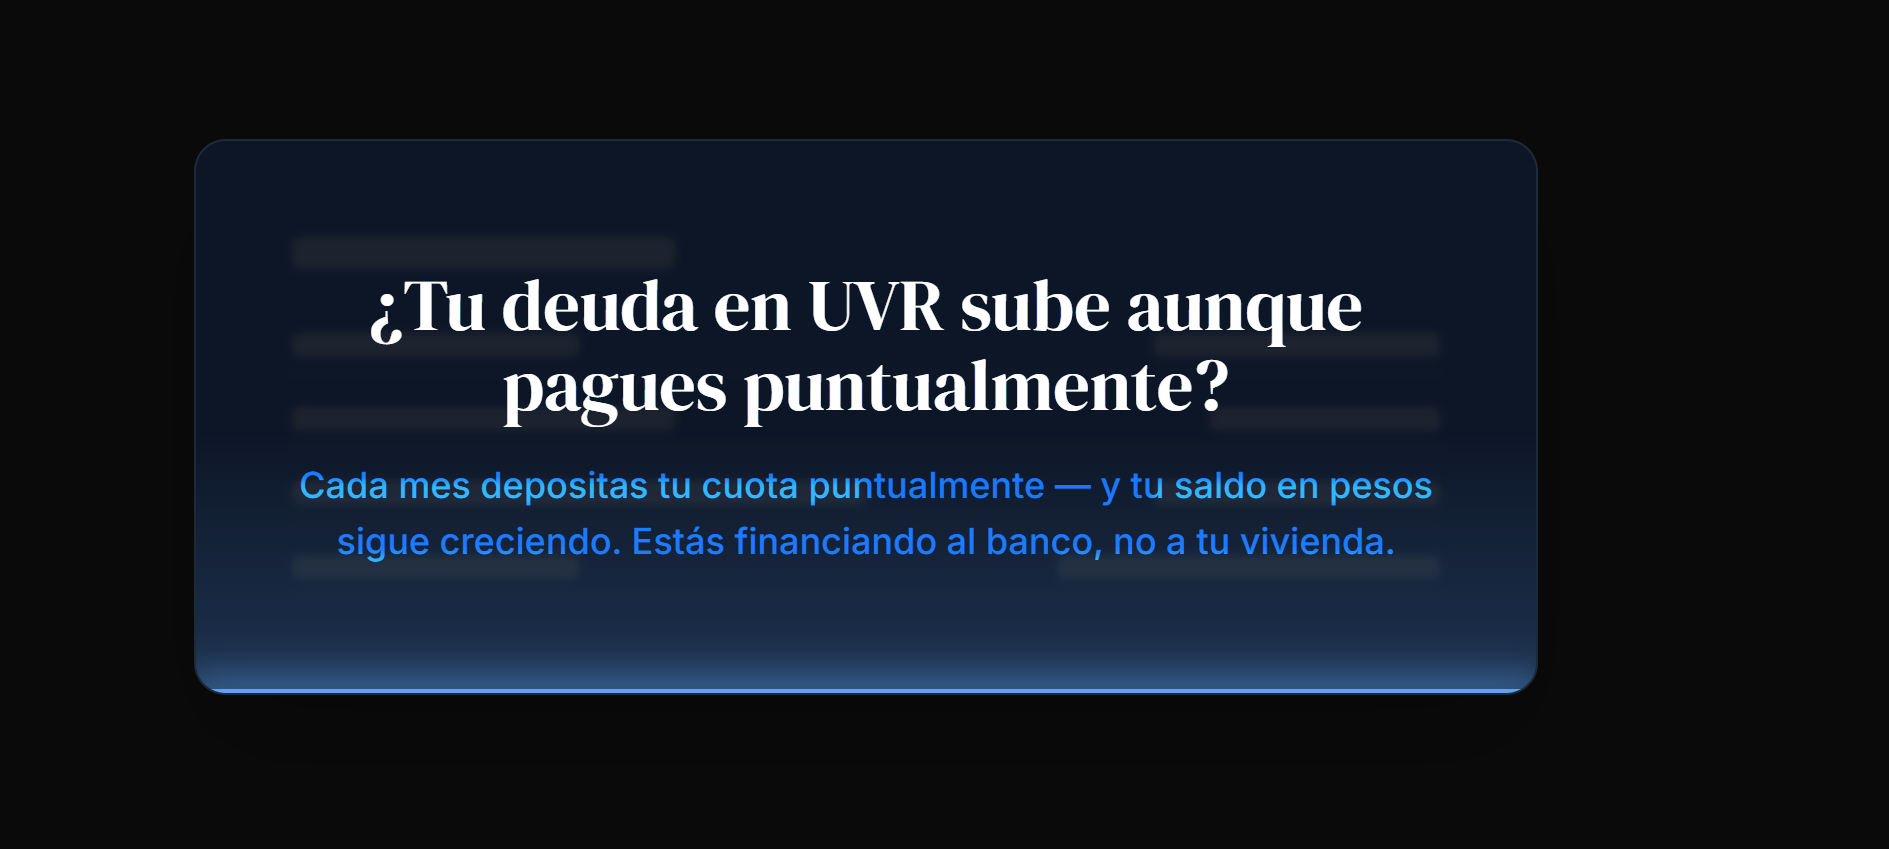 ¿Tu deuda en UVR sube aunque
pagues puntualmente?
Cada mes depositas tu cuota puntualmente — y tu saldo en pesos
sigue creciendo. Estás financiando al banco, no a tu vivienda.